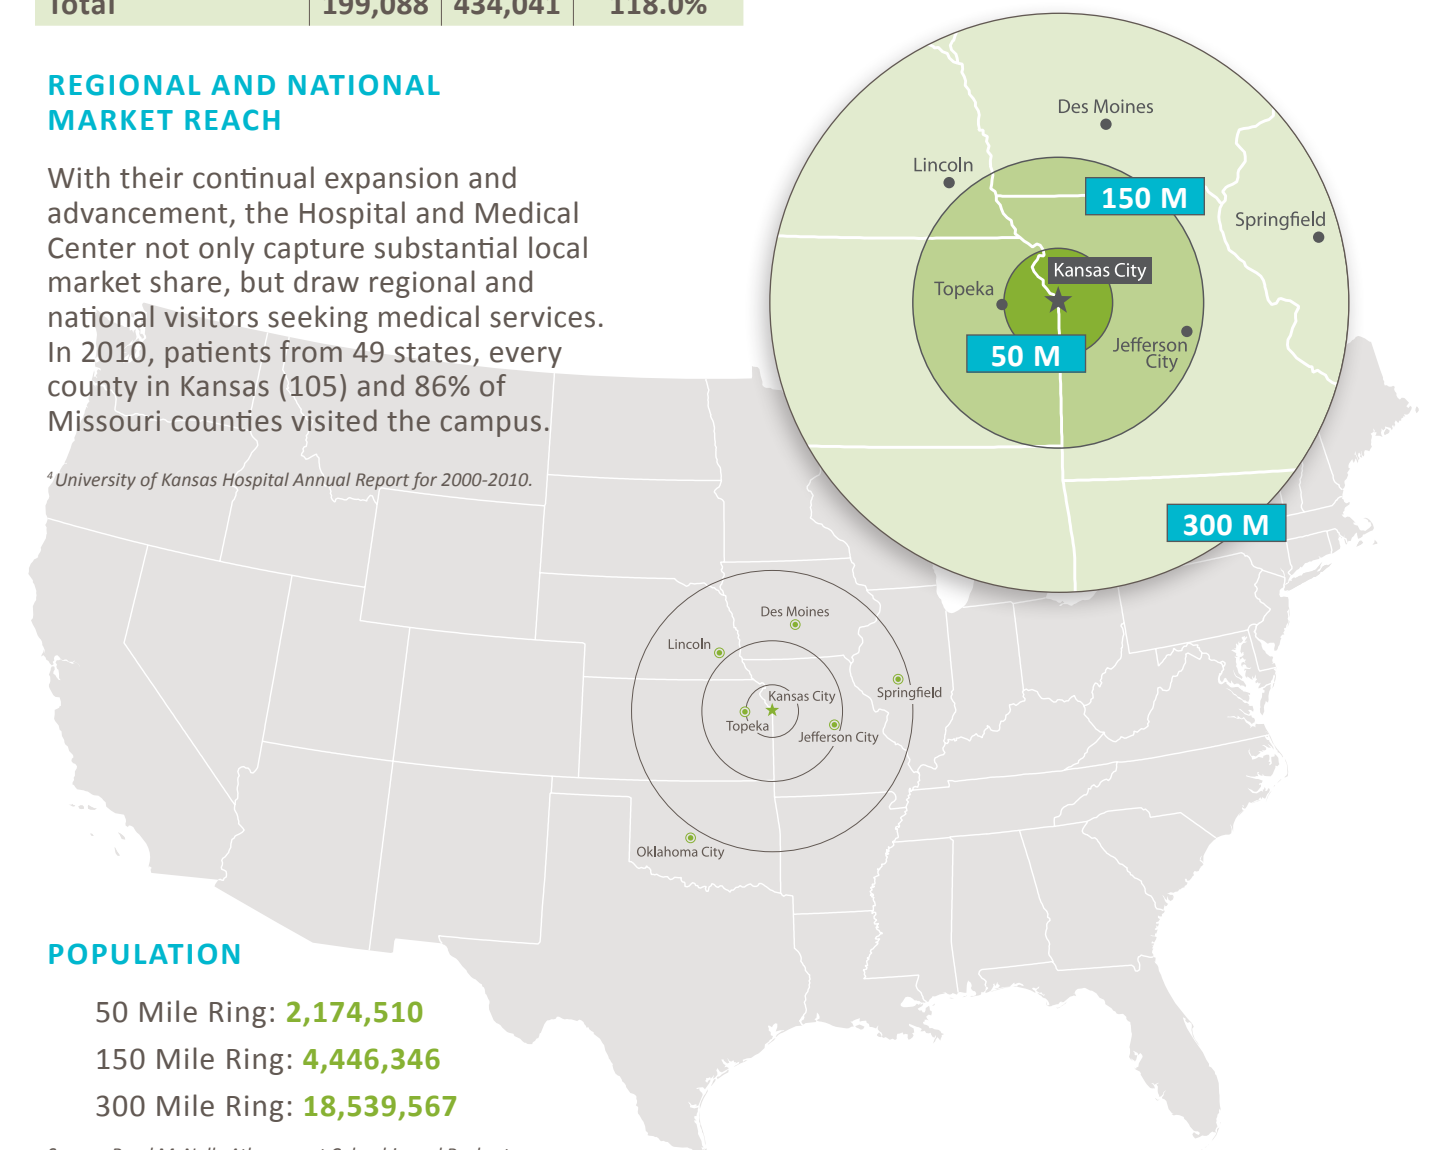 Total 199,088 434,041 118.0%
REGIONAL AND NATIONAL
MARKET REACH
With their continual expansion and
advancement, the Hospital and Medical
Center not only capture substantial local
market share, but draw regional and
national visitors seeking medical services.
In 2010, patients from 49 states, every
county in Kansas (105) and 86% of
Missouri counties visited the campus.
4 University of Kansas Hospital Annual Report for 2000-2010.
Des Moines
Lincoln
150 M
Springfield
Kansas City
Topeka
50 M
Jefferson
City
300 M
Des Moines
Lincoln
Kansas City
Springfield
Topeka
Jefferson City
Oklahoma City
POPULATION
50 Mile Ring: 2,174,510
150 Mile Ring: 4,446,346
300 Mile Ring: 18,539,567